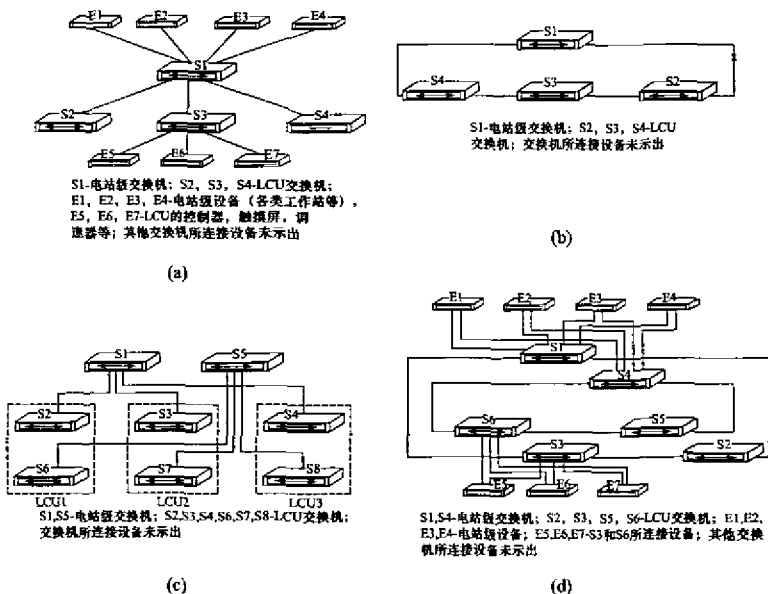 E1
E2
E3
E4
S1
S2
S3
S4
E5
E6
E7
S1-电站级交换机；S2，S3，S4-LCU交换机；
E1，E2，E3，E4-电站级设备（各类工作站等），
E5，E6，E7-LCU的控制器，触摸屏，调
速器等；其他交换机所连接设备未示出
(a)
S1
S4
S3
S2
S1-电站级交换机；S2，S3，S4-LCU
交换机；交换机所连接设备未示出
(b)
S1
S5
S2
S3
S4
S6
S7
S8
LCU1
LCU2
LCU3
S1,S5-电站级交换机；S2,S3,S4,S6,S7,S8-LCU交换机；
交换机所连接设备未示出
(c)
E1
E2
E3
E4
S1
S4
S6
S5
S3
S2
E5
E6
E7
S1,S4-电站级交换机；S2，S3，S5，S6-LCU交换机；E1,E2,
E3,E4-电站级设备；E5,E6,E7-S3和S6所连接设备；其他交换
机所连接设备未示出
(d)